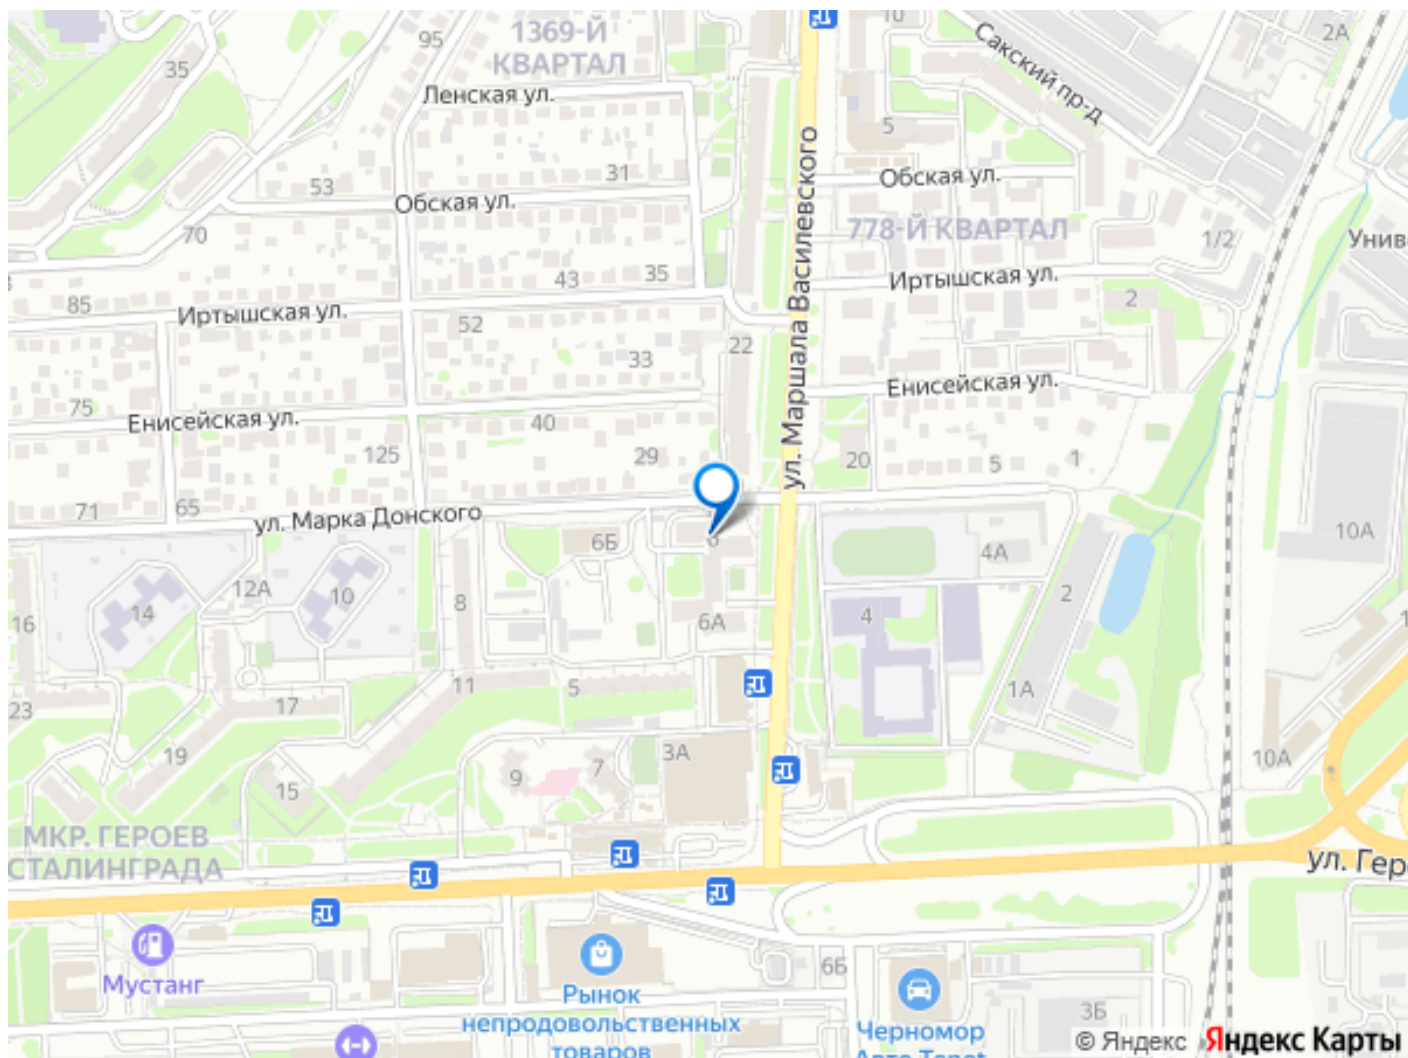 1369-Й
КВАРТАЛ
95
35
10
2А
Сакский пр-д
Ленская ул.
5
31
53
Обская ул.
Обская ул.
ул. Маршала Василевского
778-Й КВАРТАЛ
1/2
70
43
35
Иртышская ул.
85
Иртышская ул.
2
52
22
33
Енисейская ул.
75
Енисейская ул.
40
125
29
20
5
1
71
65
ул. Марка Донского
10А
6Б
4А
12А
14
10
8
6А
4
2
16
11
5
1А
17
23
19
3А
9
7
15
10А
МКР. ГЕРОЕВ
СТАЛИНГРАДА
Мустанг
6Б
Рынок
непродовольственных
товаров
Черномор
3Б
© Яндекс
Яндекс Карты